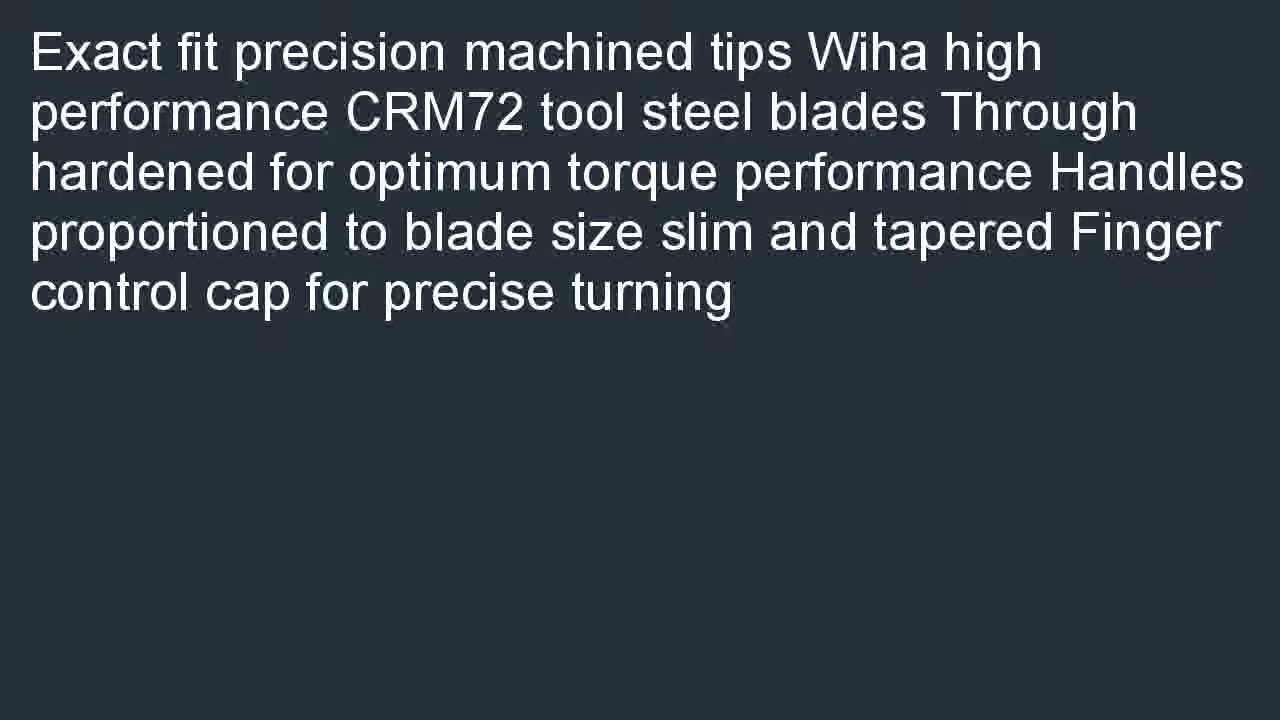 Exact fit precision machined tips Wiha high
performance CRM72 tool steel blades Through
hardened for optimum torque performance Handles
proportioned to blade size slim and tapered Finger
control cap for precise turning